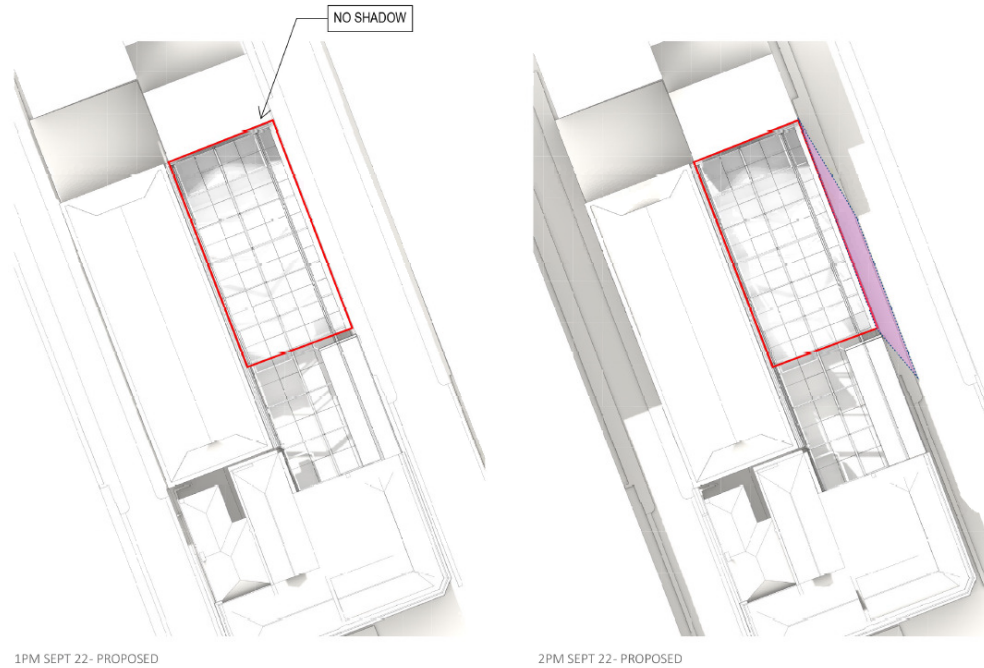 NO SHADOW
1PM SEPT 22- PROPOSED
2PM SEPT 22- PROPOSED